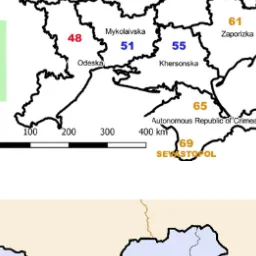 61
Zaporizka
Mykolaivska
48
51
55
Odeska
Khersonska
65
Autonomous Republic of Crimea
100 200 300 400 km
69
SEVASTOPOL